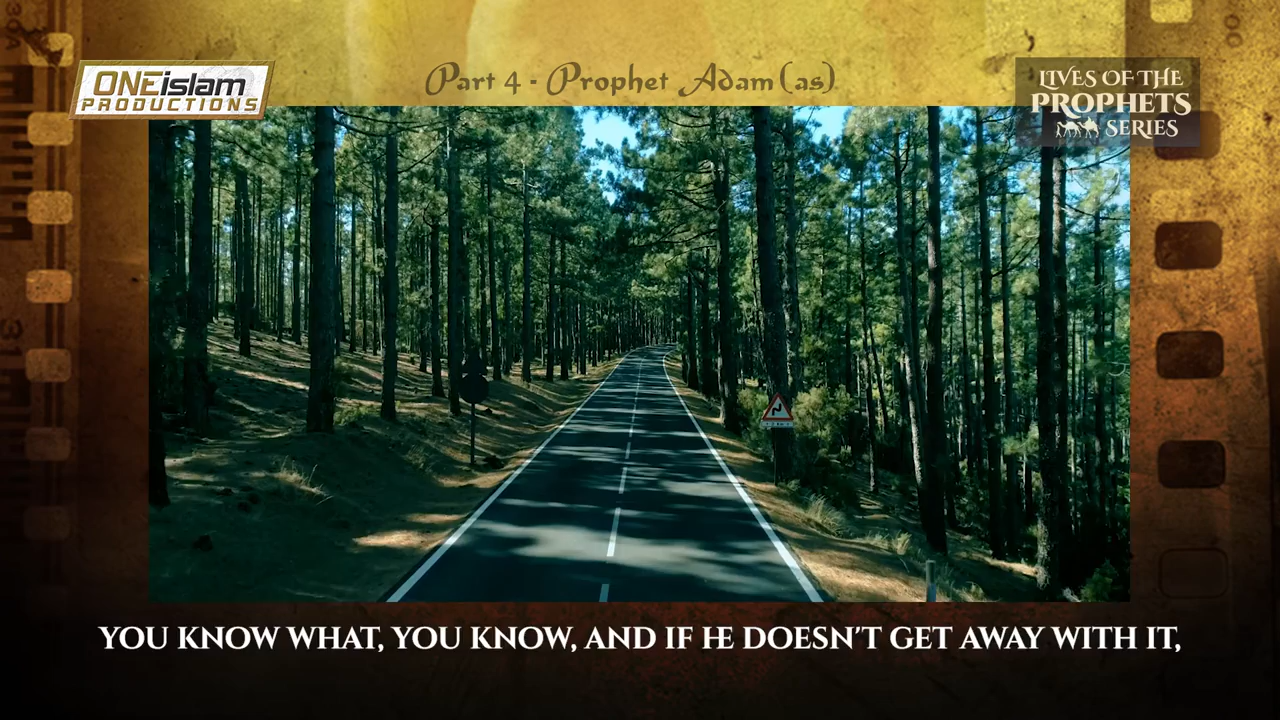 ONEislam
PRODUCTIONS
Part 4 - Prophet Adam (as)
LIVES OF THE
PROPHETS
SERIES
YOU KNOW WHAT, YOU KNOW, AND IF HE DOESN'T GET AWAY WITH IT,